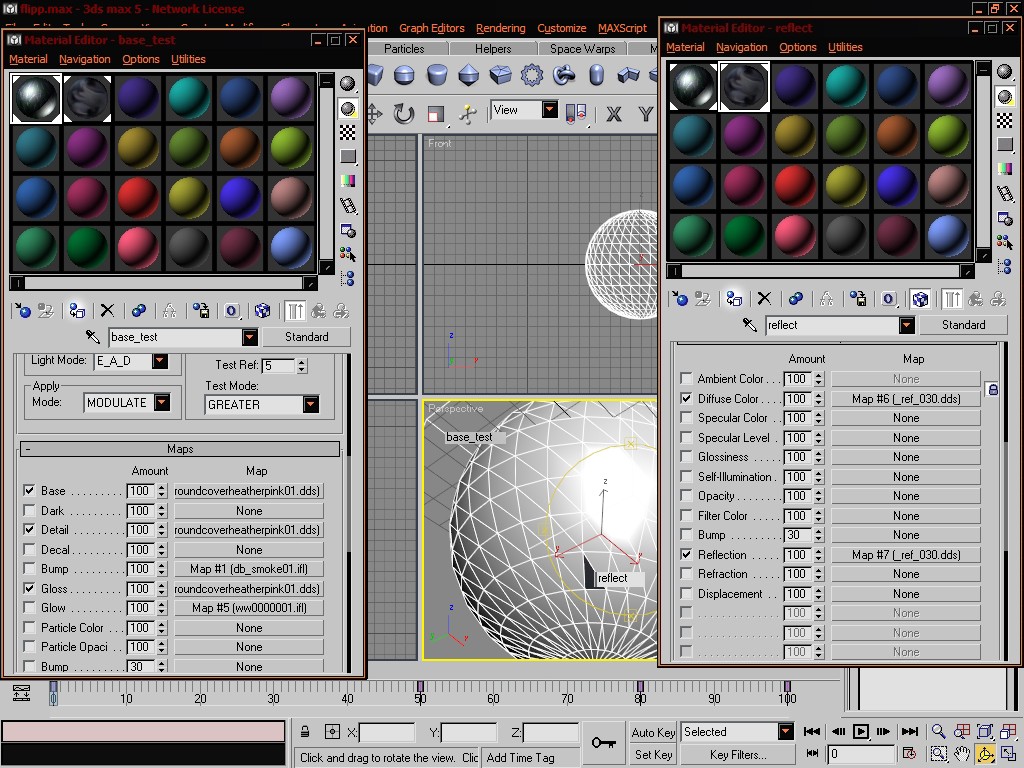 flipp.max - 3ds max 5 - Network License
Graph Editors Rendering Customize MAXScript
Particles Helpers Space Warps
View
X Y
Front
z
Y
Perspective
base_test
reflect
z
y
x
z
y
Material Editor - base_test
Material Navigation Options Utilities
base_test Standard
Light Mode: E_A_D
Test Ref: 5
Apply
Mode: MODULATE
Test Mode:
GREATER
- Maps
Amount Map
Base . . . . . . . . . 100 roundcoverheatherpink01.dds)
Dark . . . . . . . . . 100 None
Detail . . . . . . . . 100 roundcoverheatherpink01.dds)
Decal . . . . . . . . 100 None
Bump . . . . . . . . 100 Map #1 (db_smoke01.ifl)
Gloss . . . . . . . . 100 roundcoverheatherpink01.dds)
Glow . . . . . . . . 100 Map #5 (ww0000001.ifl)
Particle Color . . . 100 None
Particle Opaci . . 100 None
Bump . . . . . . . . 30 None
Material Editor - reflect
Material Navigation Options Utilities
reflect Standard
Amount Map
Ambient Color . . . 100 None
Diffuse Color . . . 100 Map #6 (_ref_030.dds)
Specular Color . . 100 None
Specular Level . . 100 None
Glossiness . . . . . 100 None
Self-Illumination . 100 None
Opacity . . . . . . . 100 None
Filter Color . . . . . 100 None
Bump . . . . . . . . 30 None
Reflection . . . . . 100 Map #7 (_ref_030.dds)
Refraction . . . . . 100 None
Displacement . . . 100 None
100 None
100 None
100 None
0 10 20 30 40 50 60 70 80 90 100
X: Y: Z:
Auto Key Selected
Set Key Key Filters...
0
Click and drag to rotate the view. Clic Add Time Tag